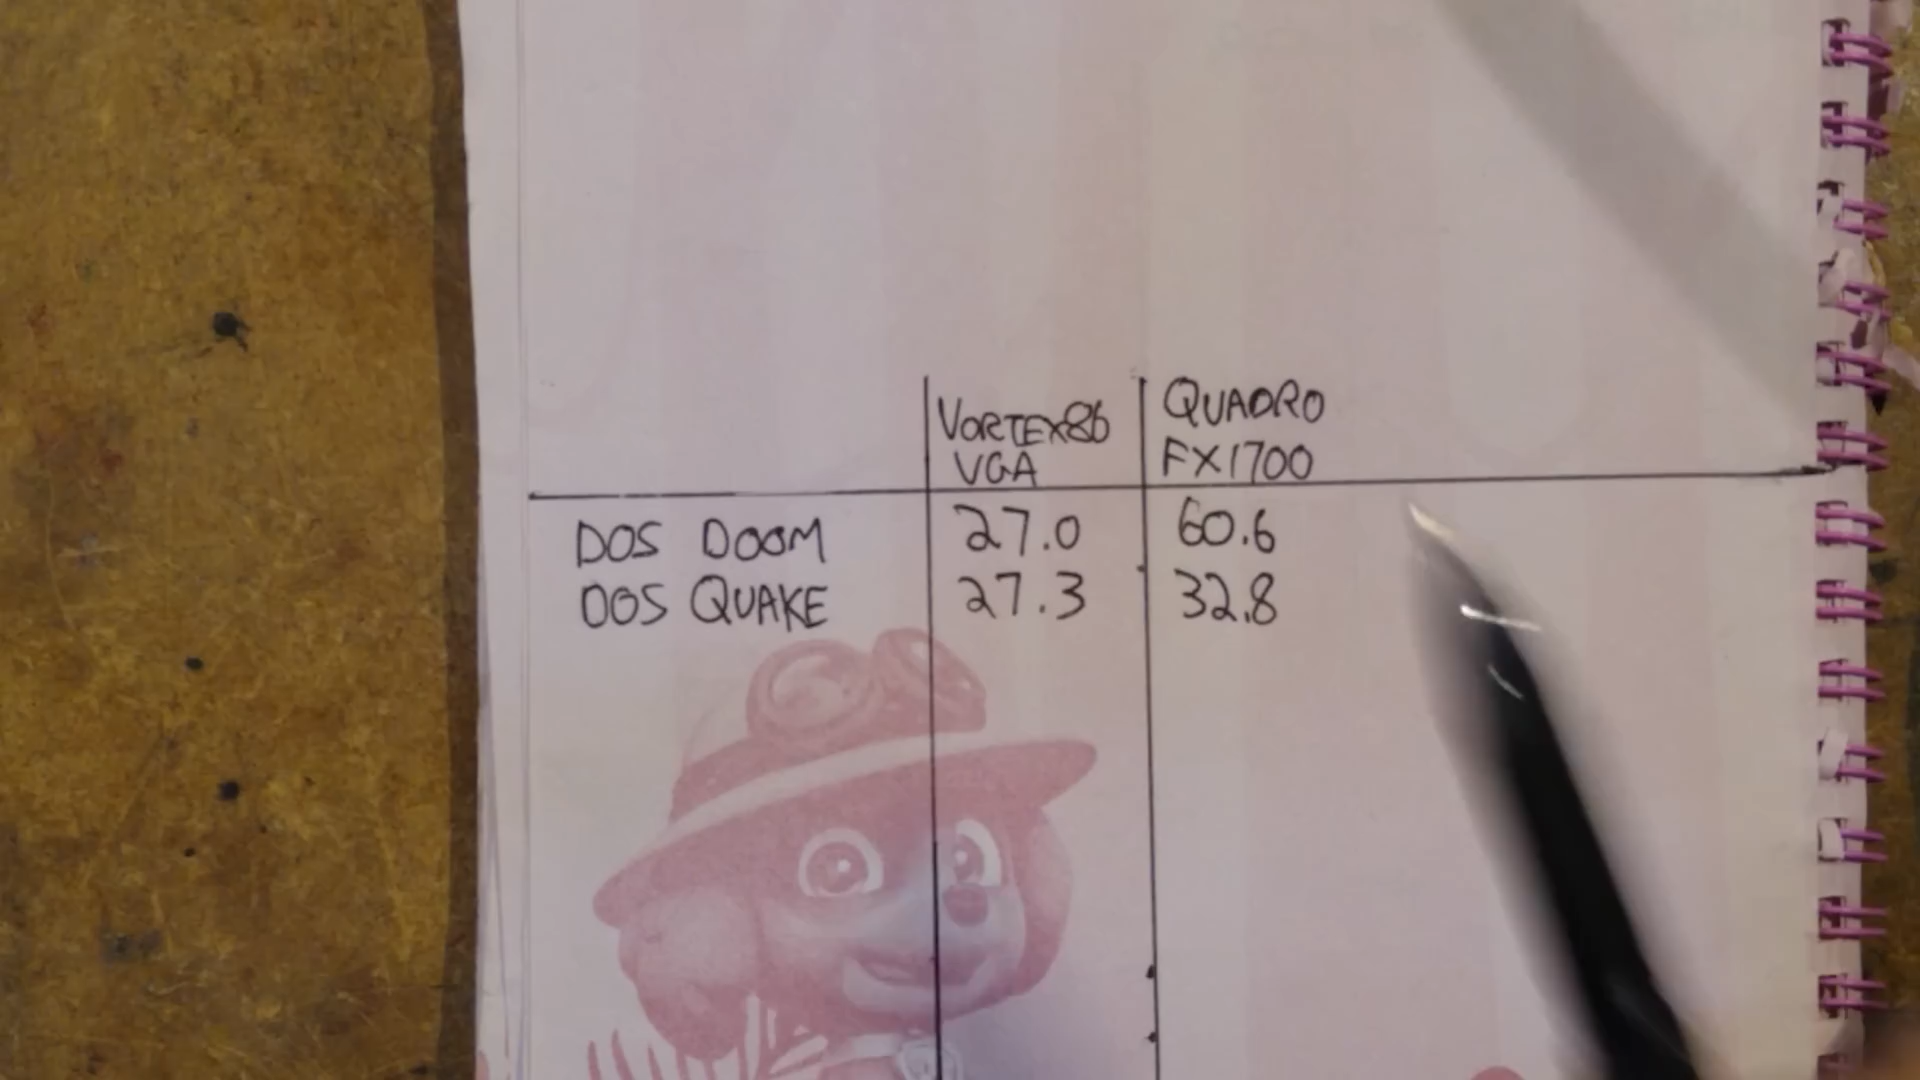 VORTEX86
VGA
QUADRO
FX1700
DOS DOOM 27.0 60.6
DOS QUAKE 27.3 32.8